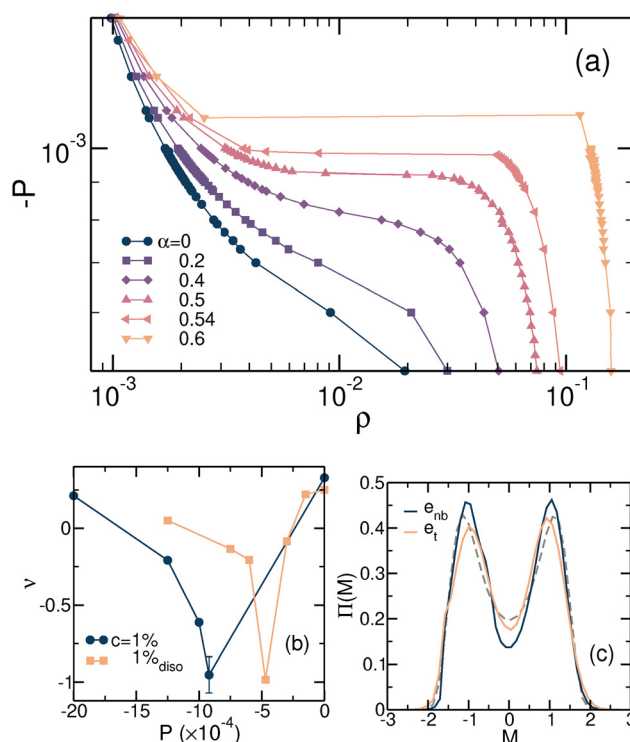 (a)
10^-3
-P
α=0
0.2
0.4
0.5
0.54
0.6
10^-3 10^-2 10^-1
ρ
0
-0.5
-1
ν
c=1%
1%diso
(b)
-20 -15 -10 -5 0
P (×10^-4)
0.5
0.4
0.3
0.2
0.1
0
Π(M)
e_nb
e_t
(c)
-3 -2 -1 0 1 2 3
M